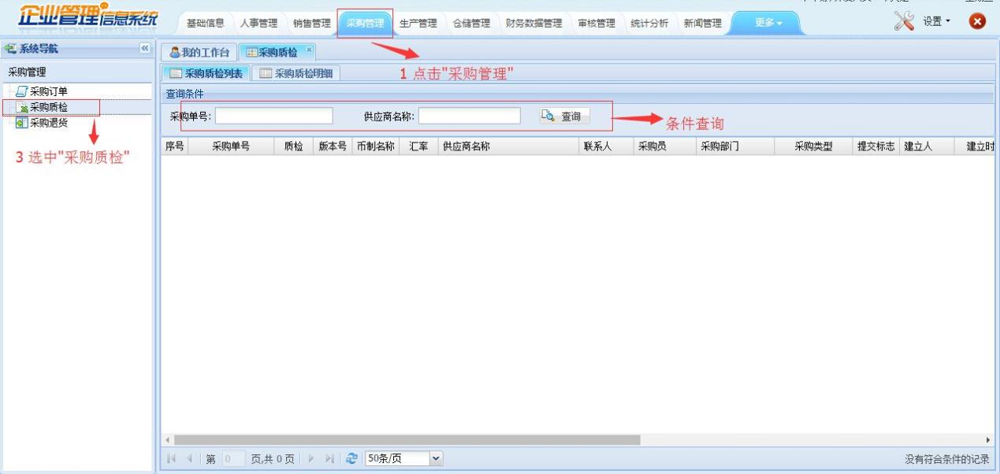 企业管理信息系统
基础信息 人事管理 销售管理 采购管理 生产管理 仓储管理 财务数据管理 审核管理 统计分析 新闻管理 更多 设置
系统导航
我的工作台 采购质检
采购管理
采购质检列表 采购质检明细
1 点击"采购管理"
采购订单
采购质检
采购退货
3 选中"采购质检"
查询条件
采购单号: 供应商名称: 查询
条件查询
序号 采购单号 质检 版本号 币制名称 汇率 供应商名称 联系人 采购员 采购部门 采购类型 提交标志 建立人 建立时
第 0 页,共 0 页 50条/页 没有符合条件的记录